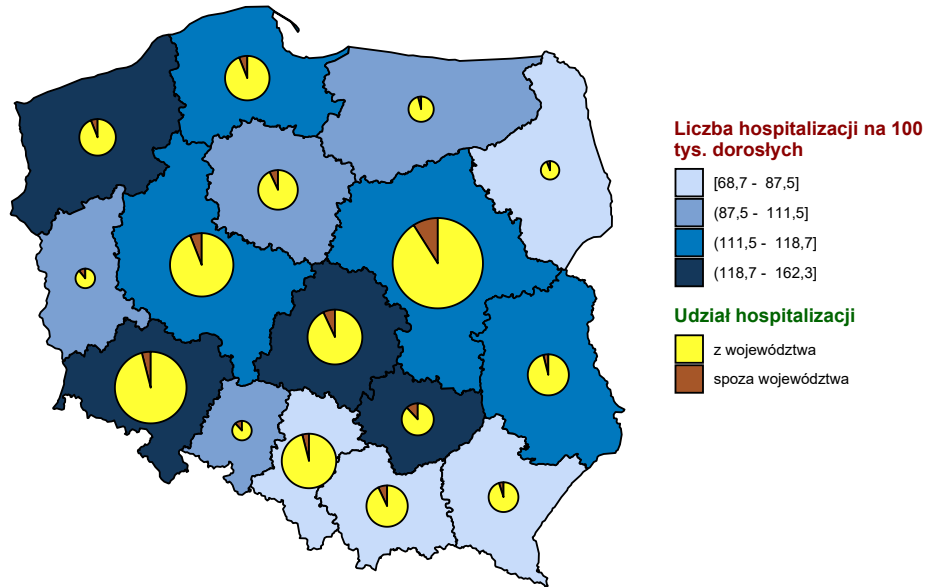 Liczba hospitalizacji na 100
tys. dorosłych
[68,7 - 87,5]
(87,5 - 111,5]
(111,5 - 118,7]
(118,7 - 162,3]
Udział hospitalizacji
z województwa
spoza województwa